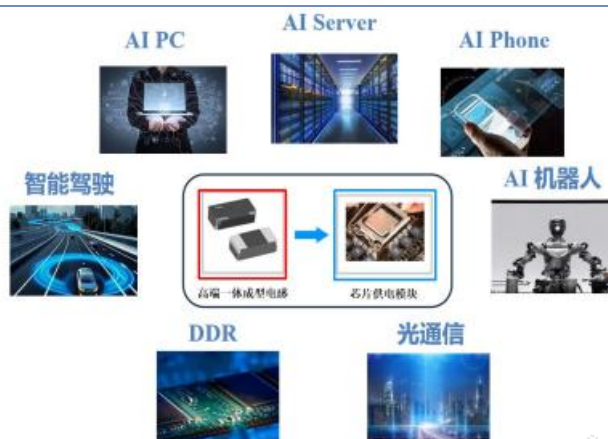 AI Server
AI PC
AI Phone
智能驾驶
AI 机器人
高端一体成型电感
芯片供电模块
DDR
光通信